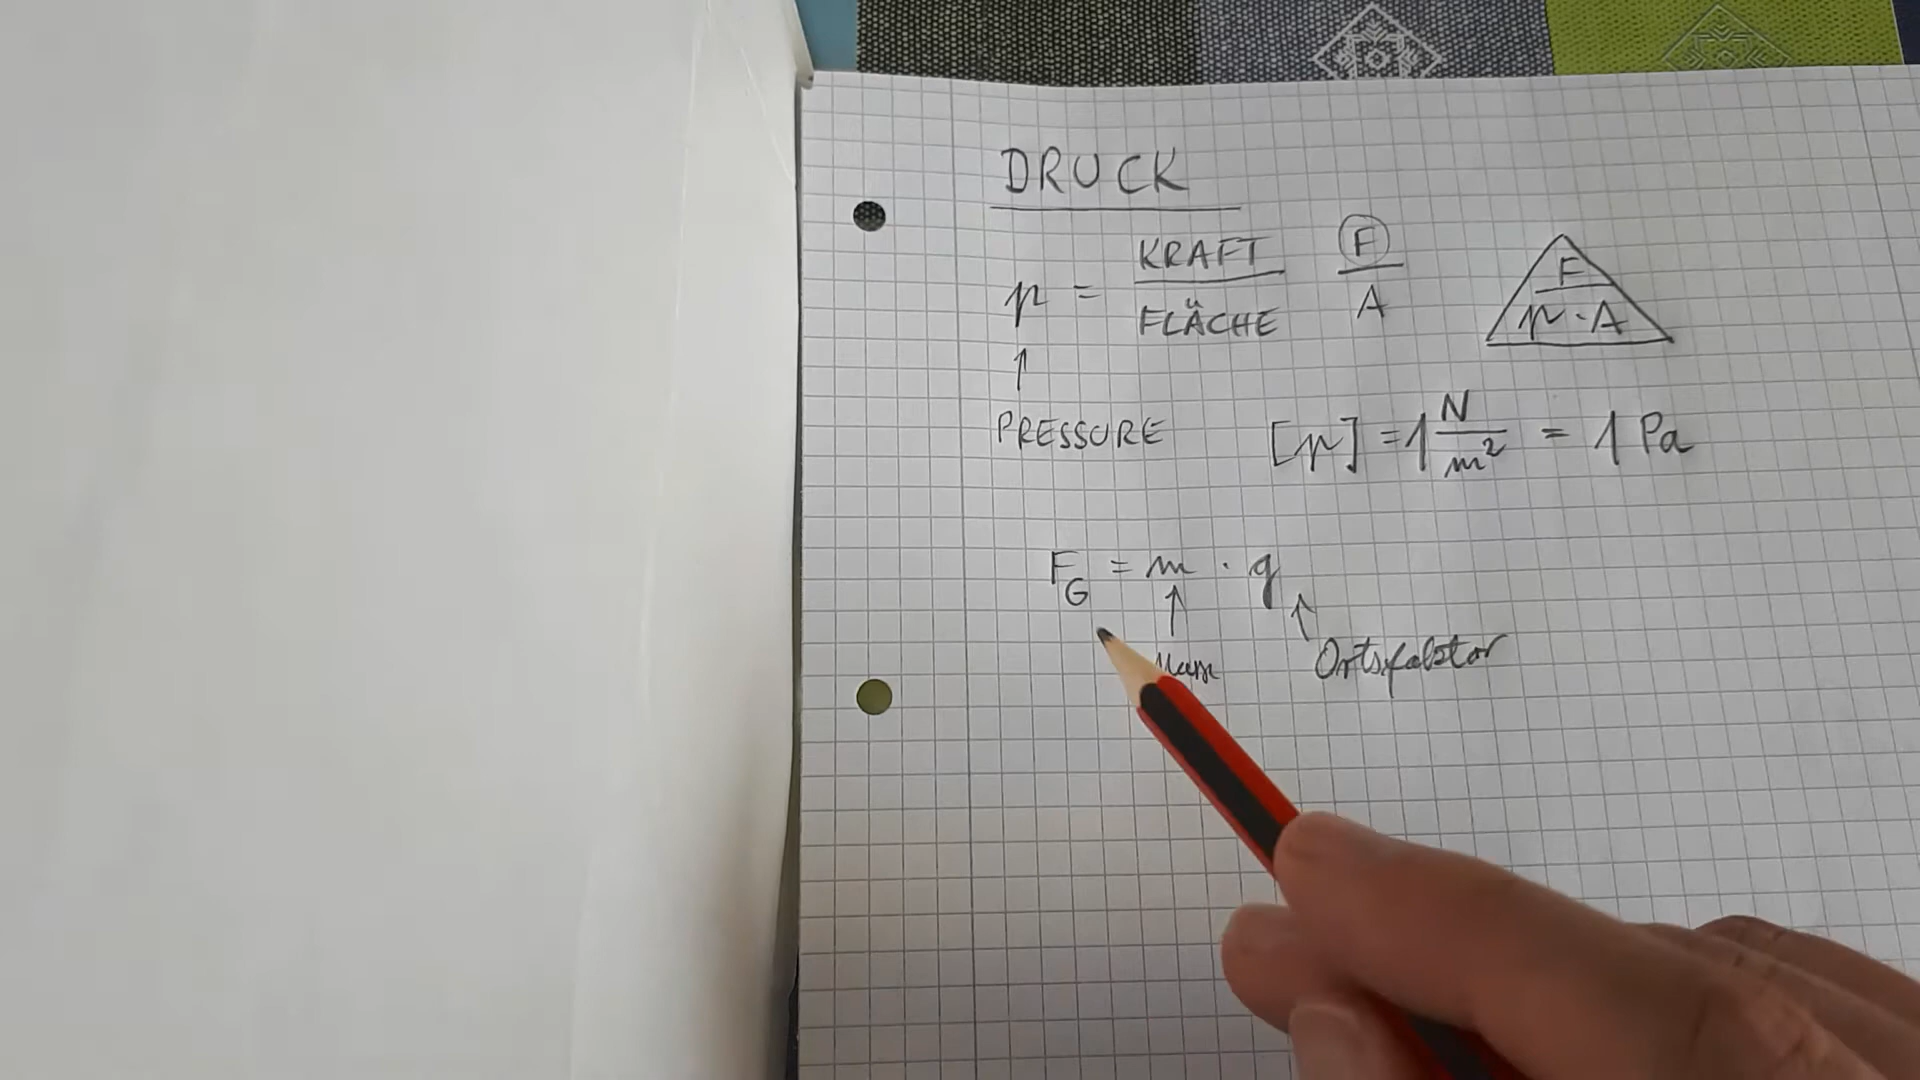 DRUCK
p = KRAFT / FLÄCHE F / A
F / p · A
↑
PRESSURE [p] = 1 N / m² = 1 Pa
F_G = m · g
↑ ↑
Masse Ortsfaktor